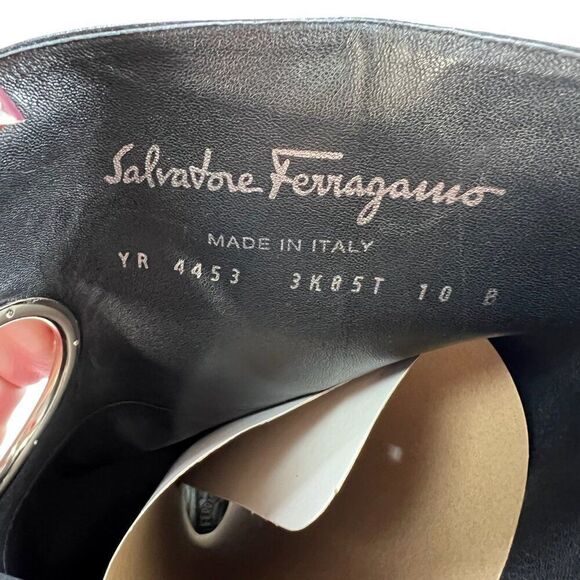 Salvatore Ferragamo
MADE IN ITALY
YR 4453 3K85T 10 B